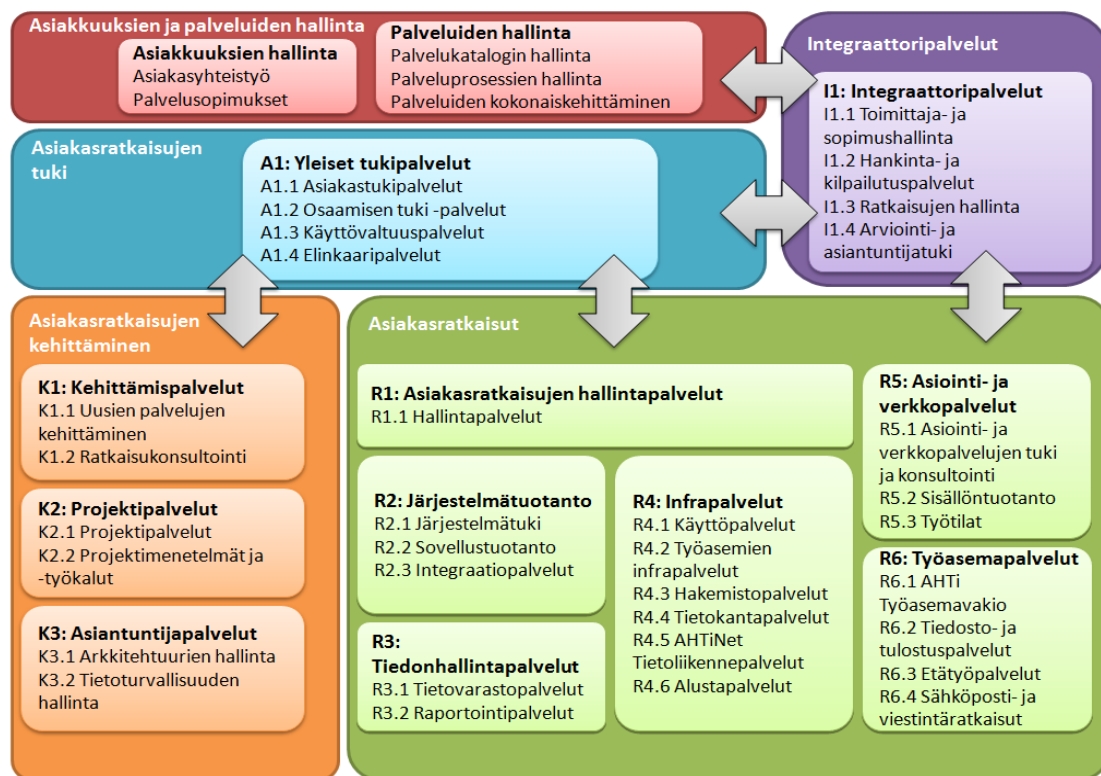 Asiakkuuksien ja palveluiden hallinta
Asiakkuuksien hallinta
Asiakasyhteistyö
Palvelusopimukset
Palveluiden hallinta
Palvelukatalogin hallinta
Palveluprosessien hallinta
Palveluiden kokonaiskehittäminen
Integraattoripalvelut
I1: Integraattoripalvelut
I1.1 Toimittaja- ja
sopimushallinta
I1.2 Hankinta- ja
kilpailutuspalvelut
I1.3 Ratkaisujen hallinta
I1.4 Arviointi- ja
asiantuntijatuki
Asiakasratkaisujen
tuki
A1: Yleiset tukipalvelut
A1.1 Asiakastukipalvelut
A1.2 Osaamisen tuki -palvelut
A1.3 Käyttövaltuuspalvelut
A1.4 Elinkaaripalvelut
Asiakasratkaisujen
kehittäminen
K1: Kehittämispalvelut
K1.1 Uusien palvelujen
kehittäminen
K1.2 Ratkaisukonsultointi
K2: Projektipalvelut
K2.1 Projektipalvelut
K2.2 Projektimenetelmät ja
-työkalut
K3: Asiantuntijapalvelut
K3.1 Arkkitehtuurien hallinta
K3.2 Tietoturvallisuuden
hallinta
Asiakasratkaisut
R1: Asiakasratkaisujen hallintapalvelut
R1.1 Hallintapalvelut
R2: Järjestelmätuotanto
R2.1 Järjestelmätuki
R2.2 Sovellustuotanto
R2.3 Integraatiopalvelut
R3:
Tiedonhallintapalvelut
R3.1 Tietovarastopalvelut
R3.2 Raportointipalvelut
R4: Infrapalvelut
R4.1 Käyttöpalvelut
R4.2 Työasemien
infrapalvelut
R4.3 Hakemistopalvelut
R4.4 Tietokantapalvelut
R4.5 AHTiNet
Tietoliikennepalvelut
R4.6 Alustapalvelut
R5: Asiointi- ja
verkkopalvelut
R5.1 Asiointi- ja
verkkopalvelujen tuki
ja konsultointi
R5.2 Sisällöntuotanto
R5.3 Työtilat
R6: Työasemapalvelut
R6.1 AHTi
Työasemavakio
R6.2 Tiedosto- ja
tulostuspalvelut
R6.3 Etätyöpalvelut
R6.4 Sähköposti- ja
viestintäratkaisut